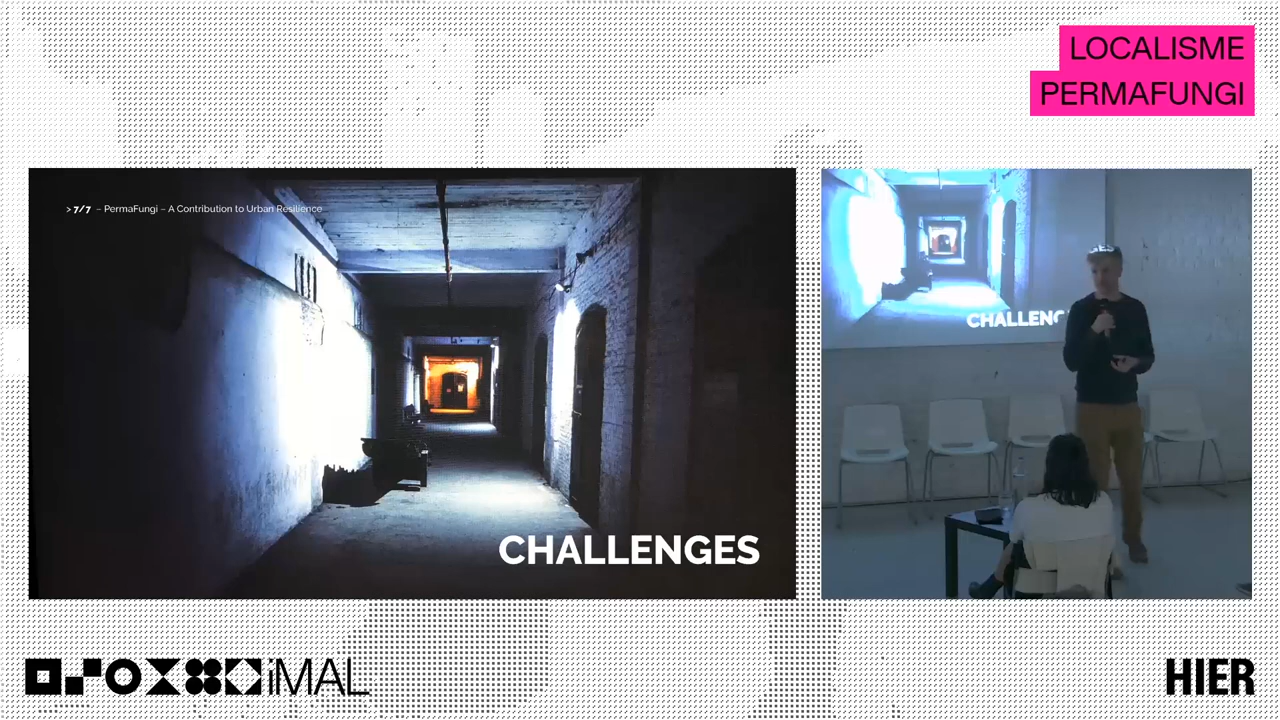 LOCALISME
PERMAFUNGI
> 7/7 – PermaFungi – A Contribution to Urban Resilience
CHALLENGES
CHALLENG
iMAL
HIER